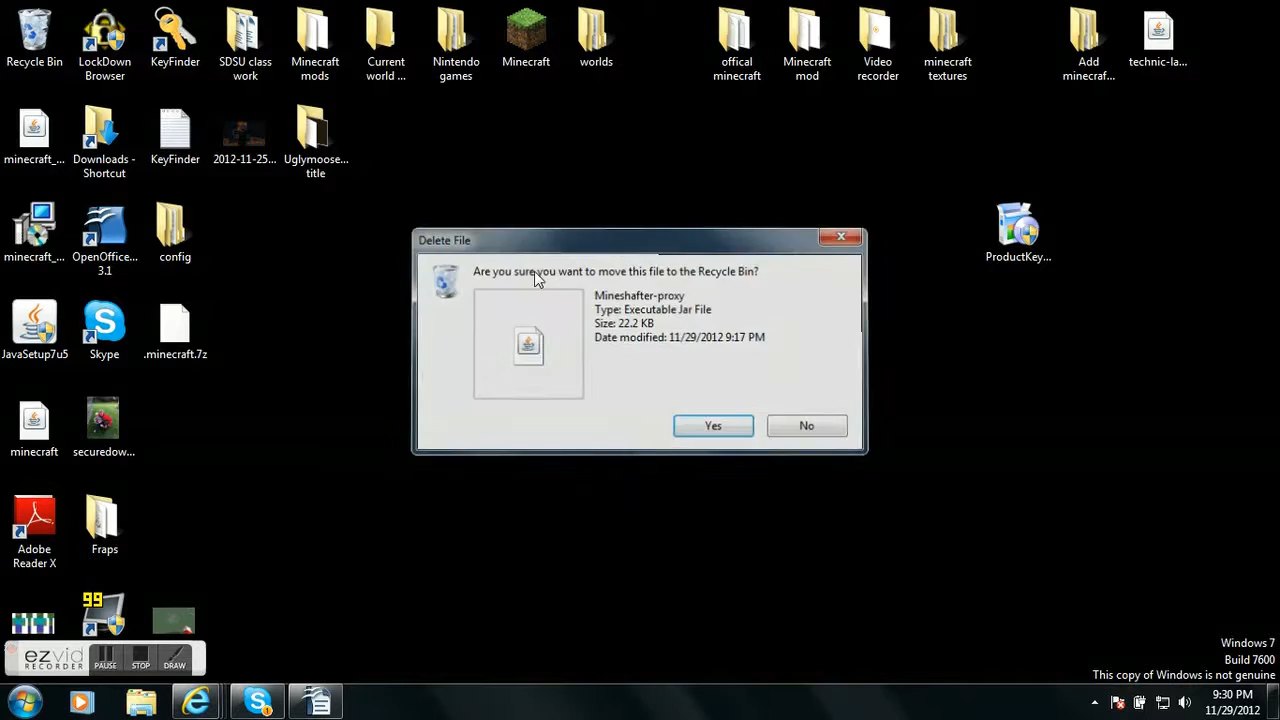 Recycle Bin
LockDown
Browser
KeyFinder
SDSU class
work
Minecraft
mods
Current
world ...
Nintendo
games
Minecraft
worlds
offical
minecraft
Minecraft
mod
Video
recorder
minecraft
textures
Add
minecraf...
technic-la...
minecraft_...
Downloads -
Shortcut
KeyFinder
2012-11-25...
Uglymoose...
title
minecraft_...
OpenOffice....
3.1
config
ProductKey...
Delete File
Are you sure you want to move this file to the Recycle Bin?
Mineshafter-proxy
Type: Executable Jar File
Size: 22.2 KB
Date modified: 11/29/2012 9:17 PM
Yes
No
JavaSetup7u5
Skype
.minecraft.7z
minecraft
securedow...
Adobe
Reader X
Fraps
99
ezvid
RECORDER
PAUSE
STOP
DRAW
Windows 7
Build 7600
This copy of Windows is not genuine
9:30 PM
11/29/2012